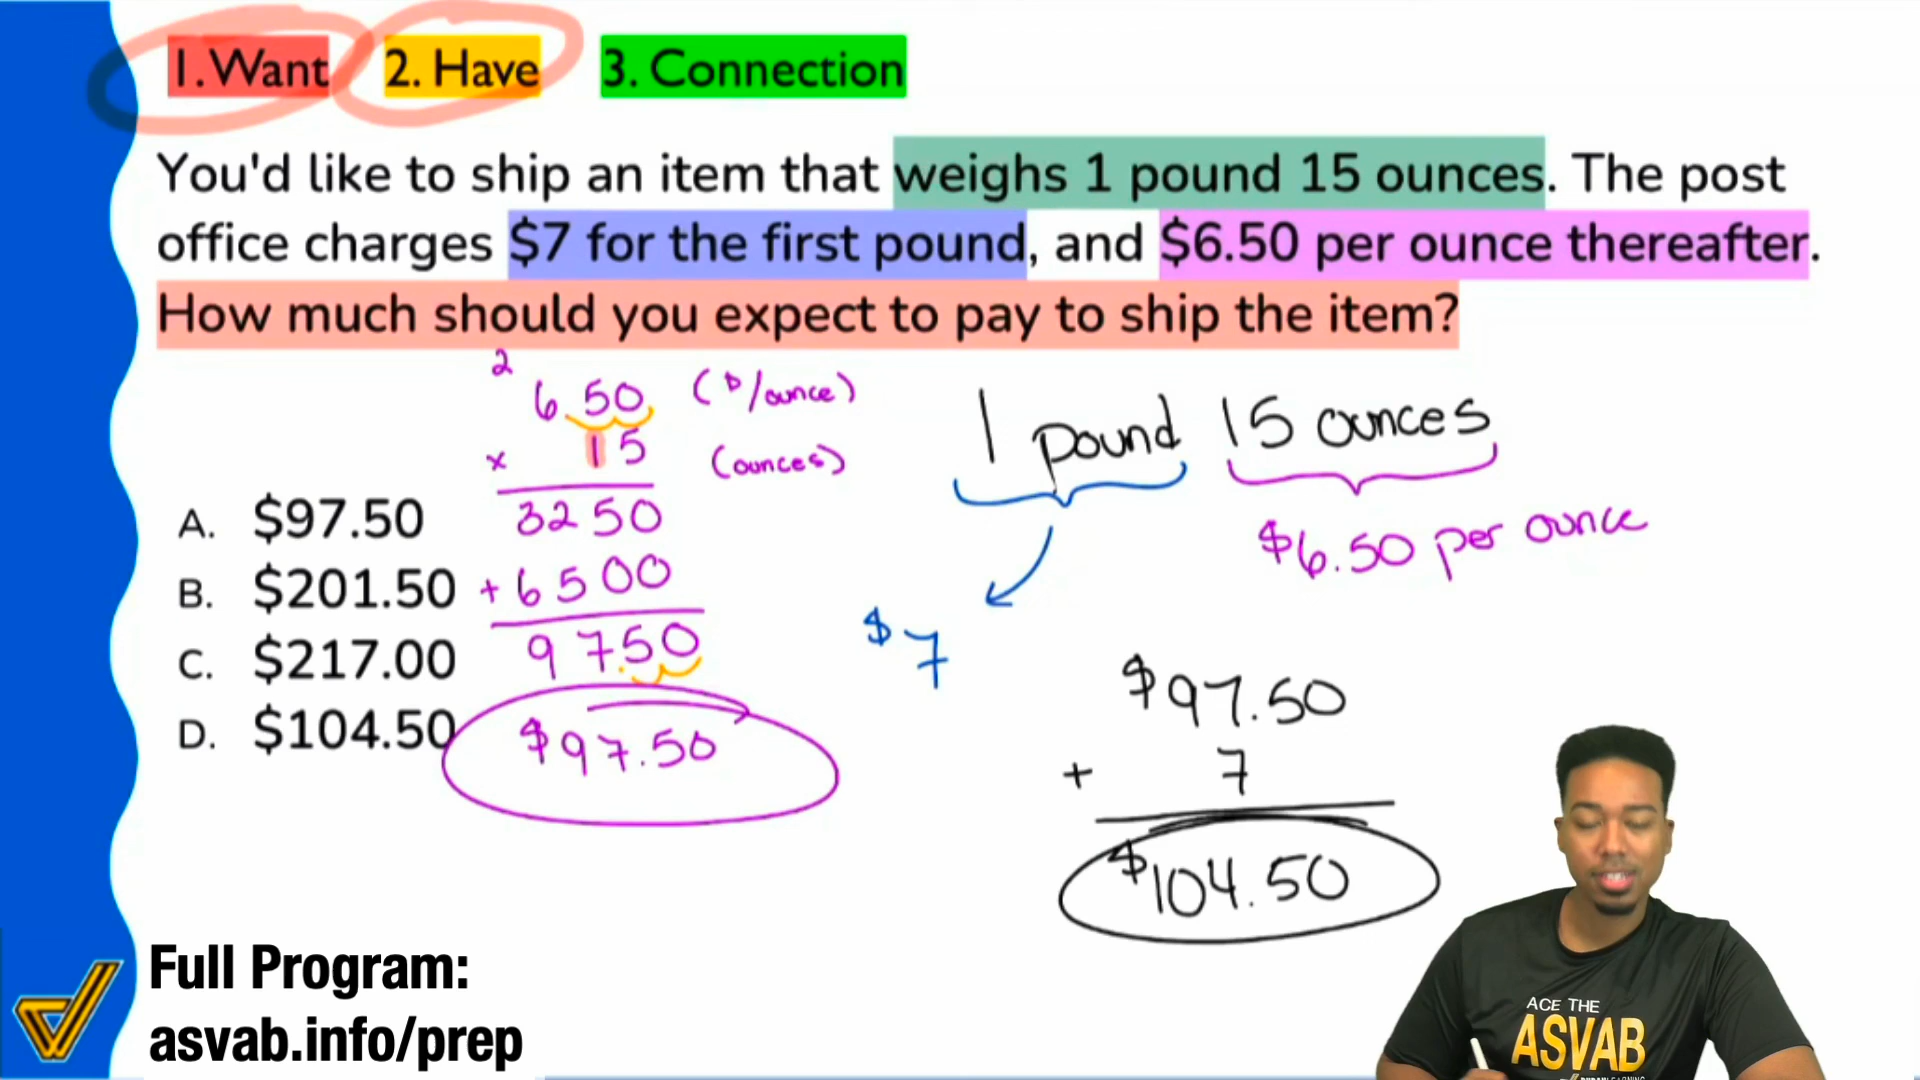 1. Want 2. Have 3. Connection
You'd like to ship an item that weighs 1 pound 15 ounces. The post
office charges $7 for the first pound, and $6.50 per ounce thereafter.
How much should you expect to pay to ship the item?
2
6.50 ($/ounce)
x 15 (ounces)
3250
+ 6500
97.50
$97.50
A. $97.50
B. $201.50
C. $217.00
D. $104.50
1 pound 15 ounces
$6.50 per ounce
$7
$97.50
+ 7
$104.50
Full Program:
asvab.info/prep
ACE THE
ASVAB